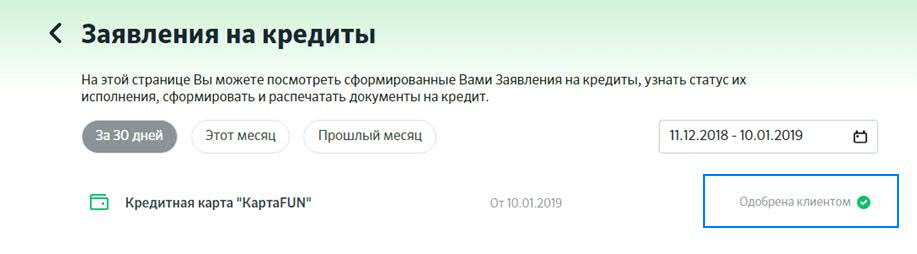 Заявления на кредиты
На этой странице Вы можете посмотреть сформированные Вами Заявления на кредиты, узнать статус их
исполнения, сформировать и распечатать документы на кредит.
За 30 дней Этот месяц Прошлый месяц 11.12.2018 - 10.01.2019
Кредитная карта "КартаFUN" От 10.01.2019 Одобрена клиентом